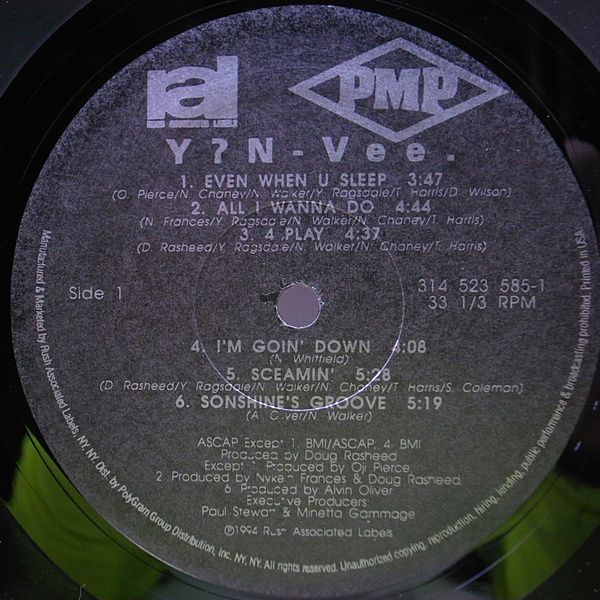 ral
RUSH ASSOCIATED LABELS
PMP
Y?N-Vee.
1. EVEN WHEN U SLEEP 3:47
(O. Pierce/N. Chaney/N. Walker/Y. Ragsdale/T. Harris/D. Wilson)
2. ALL I WANNA DO 4:44
(N. Frances/Y. Ragsdale/N. Walker/N. Chaney/T. Harris)
3. 4 PLAY 4:37
(D. Rasheed/Y. Ragsdale/N. Walker/N. Chaney/T. Harris)
Side 1
314 523 585-1
33 1/3 RPM
4. I'M GOIN' DOWN 4:08
(N. Whitfield)
5. SCEAMIN' 5:28
(D. Rasheed/Y. Ragsdale/N. Walker/N. Chaney/T. Harris/S. Coleman)
6. SONSHINE'S GROOVE 5:19
(A. Oliver/N. Walker)
ASCAP Except 1. BMI/ASCAP, 4. BMI
Produced by Doug Rasheed
Except 1. Produced by Oji Pierce,
2. Produced by Nykeh Frances & Doug Rasheed,
6. Produced by Alvin Oliver
Executive Producers:
Paul Stewart & Minetta Gammage
℗©1994 Rush Associated Labels
Manufactured & Marketed by Rush Associated Labels, NY, NY. Dist. by PolyGram Group Distribution, Inc. NY, NY. All rights reserved. Unauthorized copying, reproduction, hiring, lending, public performance & broadcasting prohibited. Printed in U.S.A.